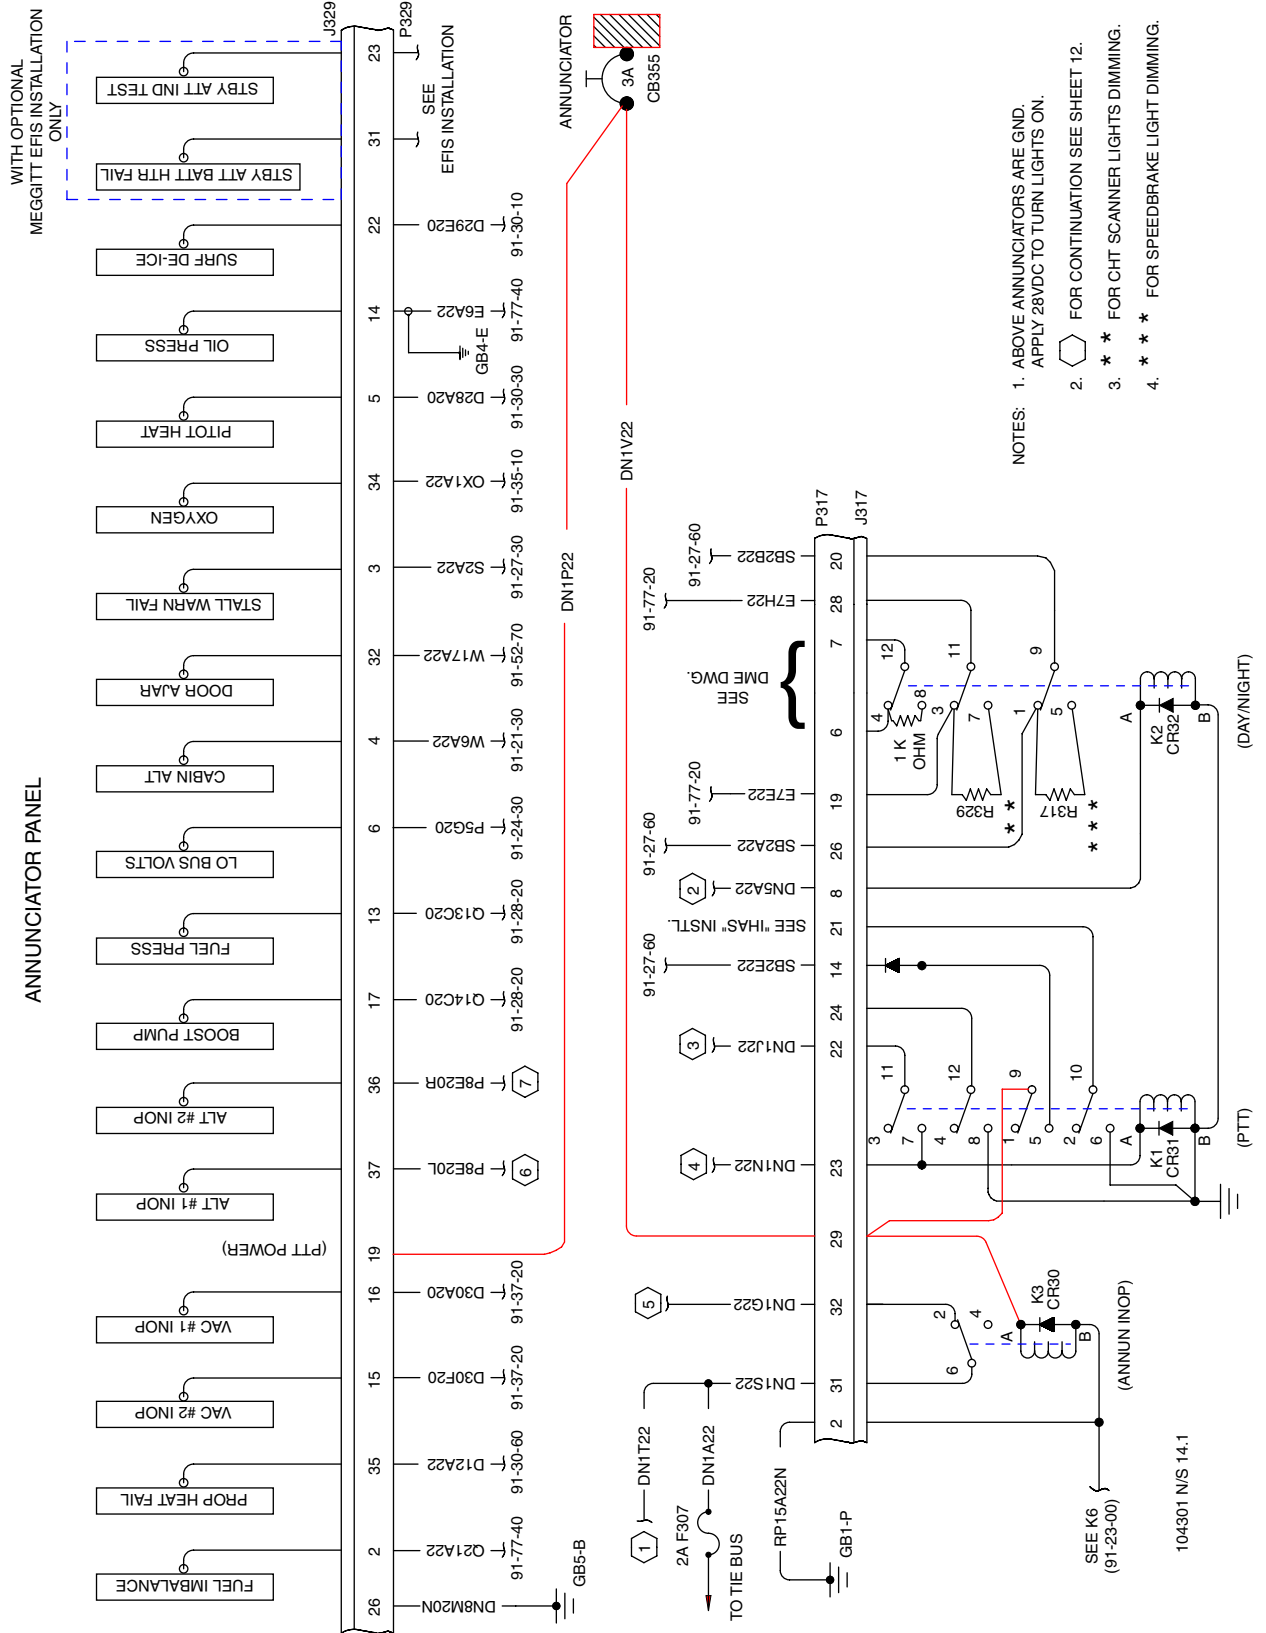 ANNUNCIATOR PANEL
WITH OPTIONAL
MEGGITT EFIS INSTALLATION
ONLY
FUEL IMBALANCE
PROP HEAT FAIL
VAC #2 INOP
VAC #1 INOP
(PTT POWER)
ALT #1 INOP
ALT #2 INOP
BOOST PUMP
FUEL PRESS
LO BUS VOLTS
CABIN ALT
DOOR AJAR
STALL WARN FAIL
OXYGEN
PITOT HEAT
OIL PRESS
SURF DE-ICE
STBY ATT BATT HTR FAIL
STBY ATT IND TEST
J329
P329
26
2
35
15
16
19
37
36
17
13
6
4
32
3
34
5
14
22
31
23
DN8M20N
Q21A22
D12A22
D30F20
D30A20
P8E20L
P8E20R
Q14C20
Q13C20
P5G20
W6A22
W17A22
S2A22
OX1A22
D28A20
E6A22
D29E20
SEE
EFIS INSTALLATION
GB5-B
91-77-40
91-30-60
91-37-20
91-37-20
6
7
91-28-20
91-28-20
91-24-30
91-21-30
91-52-70
91-27-30
91-35-10
91-30-30
GB4-E
91-77-40
91-30-10
DN1P22
ANNUNCIATOR
3A
CB355
DN1V22
1
DN1T22
2A F307
DN1A22
TO TIE BUS
RP15A22N
GB1-P
5
4
3
91-27-60
SEE "IHAS" INSTL.
2
91-27-60
91-77-20
SEE
DME DWG.
91-77-20
91-27-60
DN1S22
DN1G22
DN1N22
DN1J22
SB2E22
DN5A22
SB2A22
E7E22
E7H22
SB2B22
P317
J317
2
31
32
29
23
22
24
14
21
8
26
19
6
7
28
20
6
2
4
A
B
K3
CR30
(ANNUN INOP)
SEE K6
(91-23-00)
3
7
11
4
8
12
1
5
9
2
6
10
A
B
K1
CR31
(PTT)
4
8
12
1 K
OHM
3
7
11
R329
* *
1
5
9
R317
* * *
A
B
K2
CR32
(DAY/NIGHT)
NOTES: 1. ABOVE ANNUNCIATORS ARE GND.
APPLY 28VDC TO TURN LIGHTS ON.
2. FOR CONTINUATION SEE SHEET 12.
3. * * FOR CHT SCANNER LIGHTS DIMMING.
4. * * * FOR SPEEDBRAKE LIGHT DIMMING.
104301 N/S 14.1